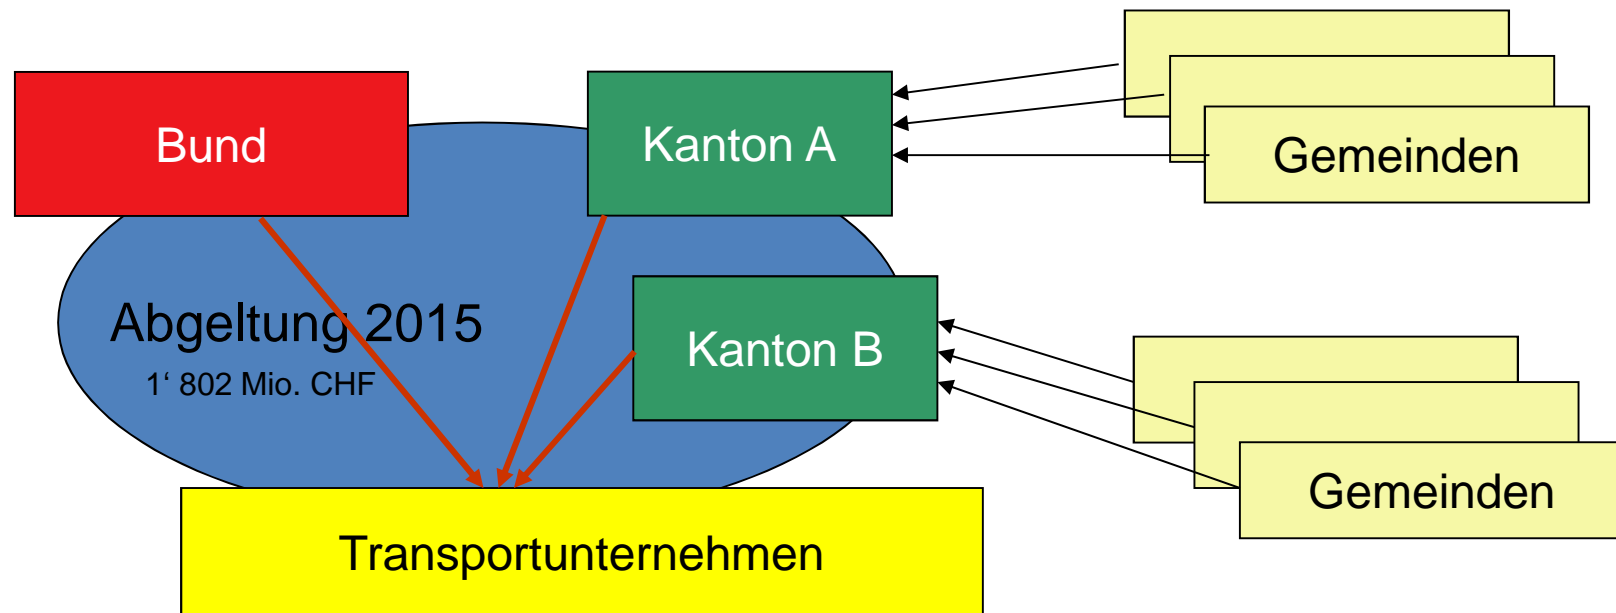 Bund
Kanton A
Gemeinden
Abgeltung 2015
1‘ 802 Mio. CHF
Kanton B
Gemeinden
Transportunternehmen